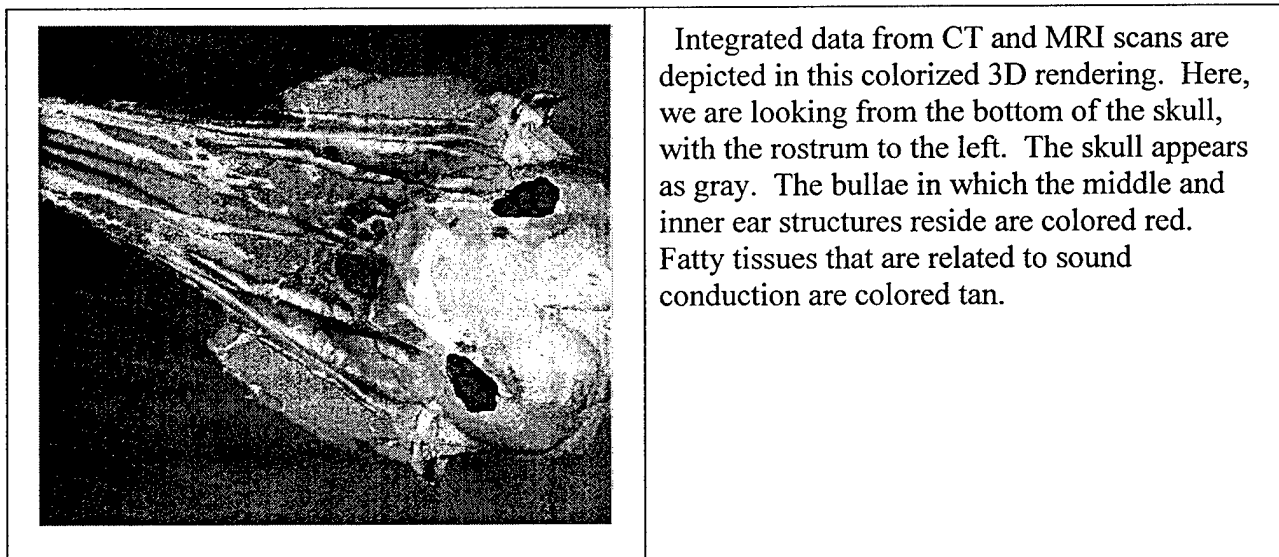 Integrated data from CT and MRI scans are
depicted in this colorized 3D rendering. Here,
we are looking from the bottom of the skull,
with the rostrum to the left. The skull appears
as gray. The bullae in which the middle and
inner ear structures reside are colored red.
Fatty tissues that are related to sound
conduction are colored tan.